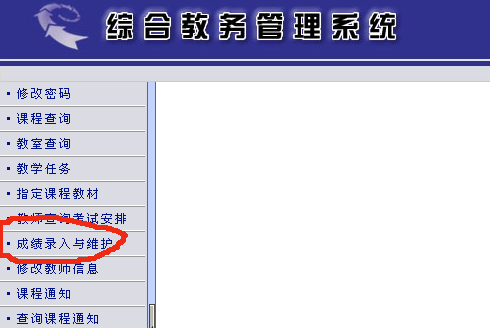 综合教务管理系统
修改密码
课程查询
教室查询
教学任务
指定课程教材
教师查询考试安排
成绩录入与维护
修改教师信息
课程通知
查询课程通知